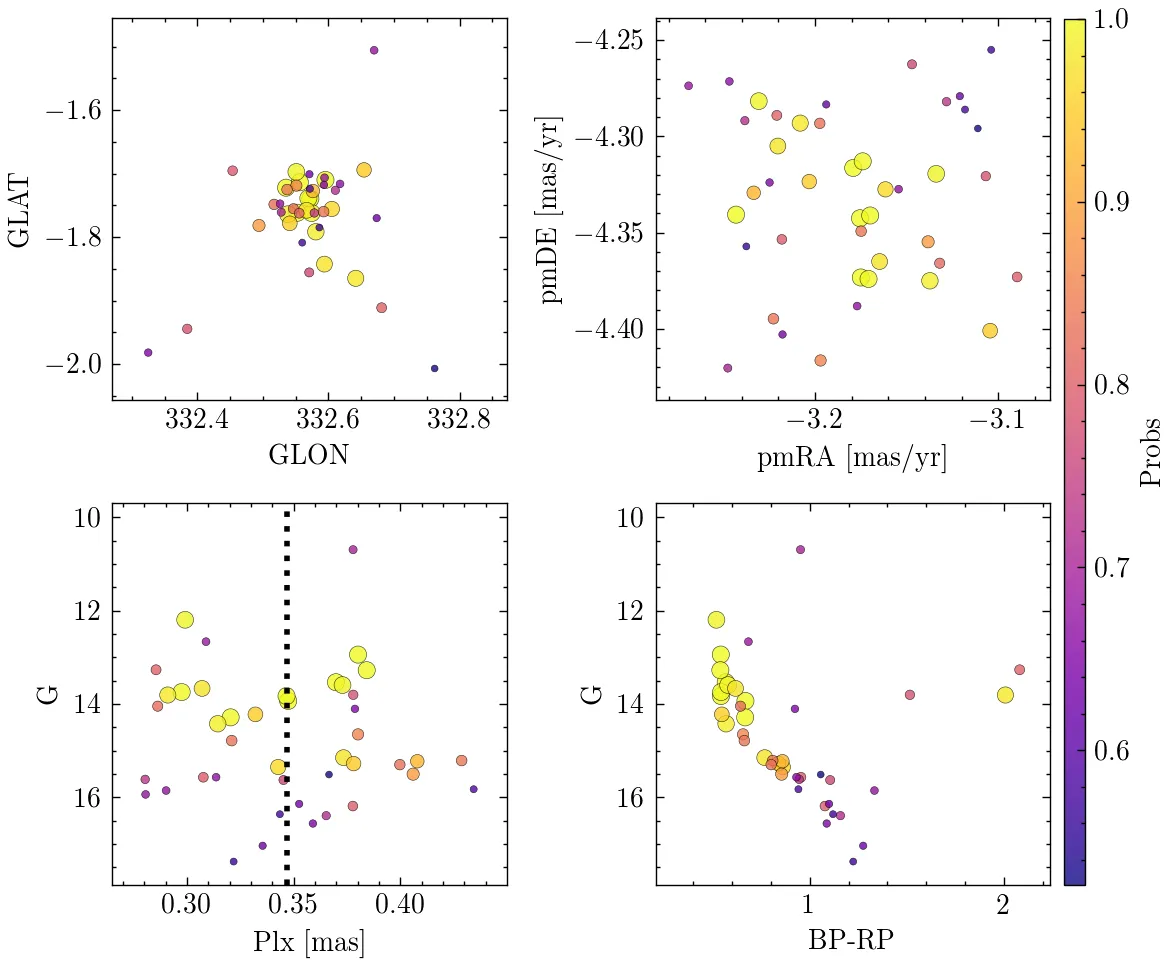 −1.6
−1.8
−2.0
GLAT
332.4 332.6 332.8
GLON
−4.25
−4.30
−4.35
−4.40
pmDE [mas/yr]
−3.2 −3.1
pmRA [mas/yr]
10
12
14
16
G
0.30 0.35 0.40
Plx [mas]
10
12
14
16
G
1 2
BP-RP
1.0
0.9
0.8
0.7
0.6
Probs